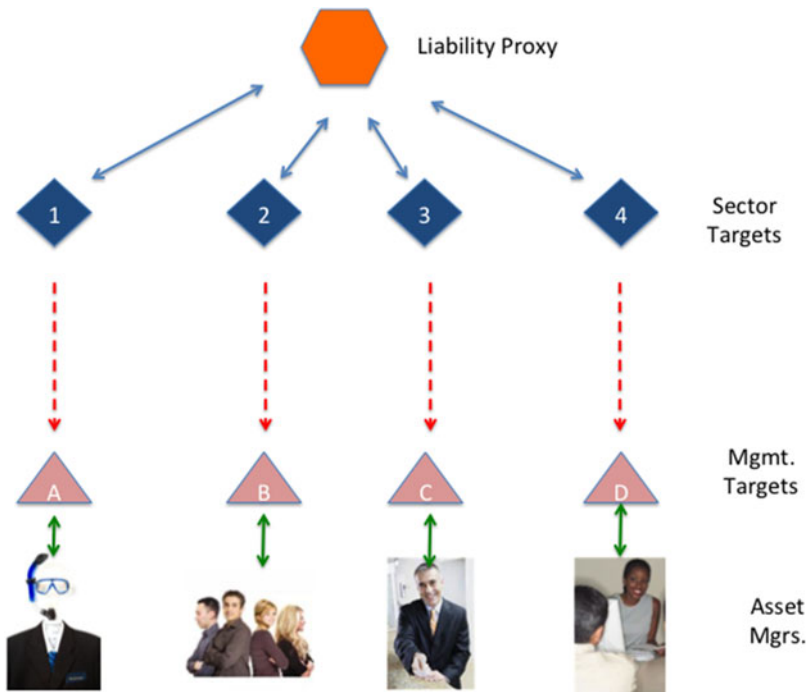 Liability Proxy
1
2
3
4
Sector
Targets
A
B
C
D
Mgmt.
Targets
Asset
Mgrs.